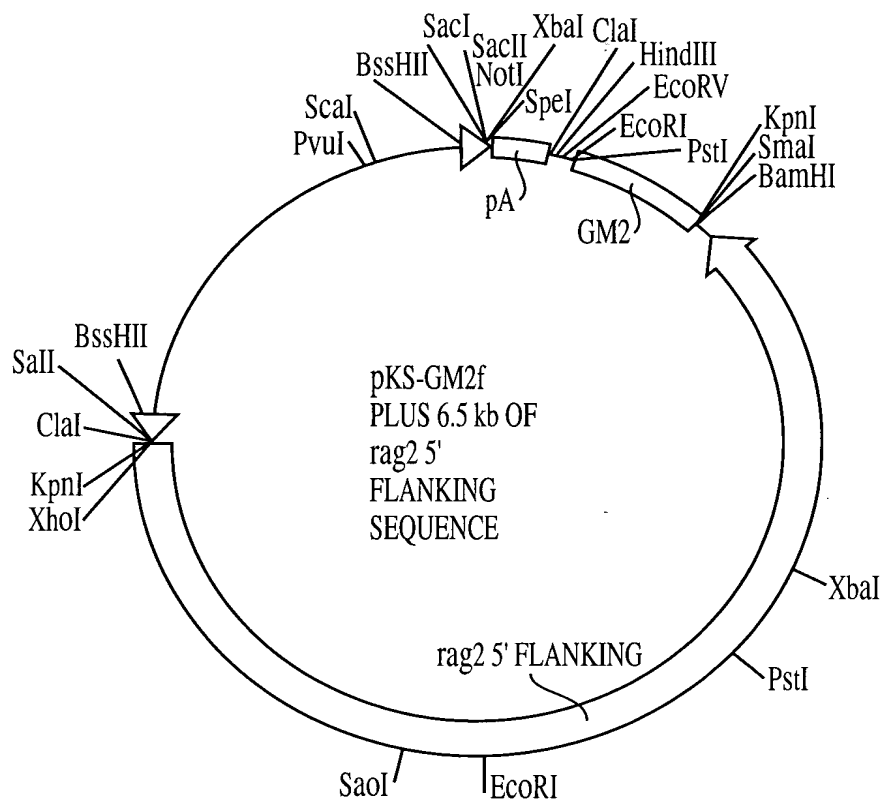 SacI
SacII
NotI
XbaI
ClaI
HindIII
EcoRV
EcoRI
SpeI
PstI
KpnI
SmaI
BamHI
BssHII
ScaI
PvuI
pA
GM2
BssHII
SalI
ClaI
KpnI
XhoI
pKS-GM2f
PLUS 6.5 kb OF
rag2 5'
FLANKING
SEQUENCE
XbaI
rag2 5' FLANKING
PstI
SaoI
EcoRI